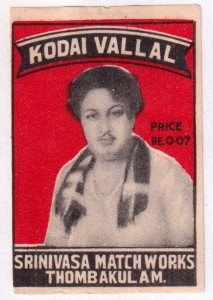 KODAI VALLAL
PRICE
RE.0-07
SRINIVASA MATCH WORKS
THOMBAKULAM.